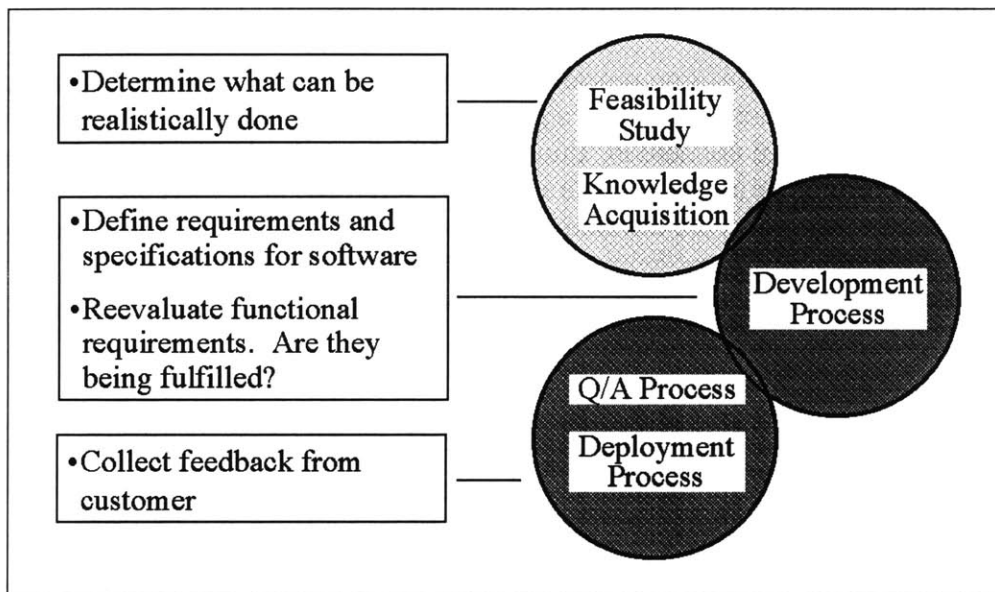 •Determine what can be
realistically done
Feasibility
Study
Knowledge
Acquisition
•Define requirements and
specifications for software
•Reevaluate functional
requirements.  Are they
being fulfilled?
Development
Process
Q/A Process
Deployment
Process
•Collect feedback from
customer